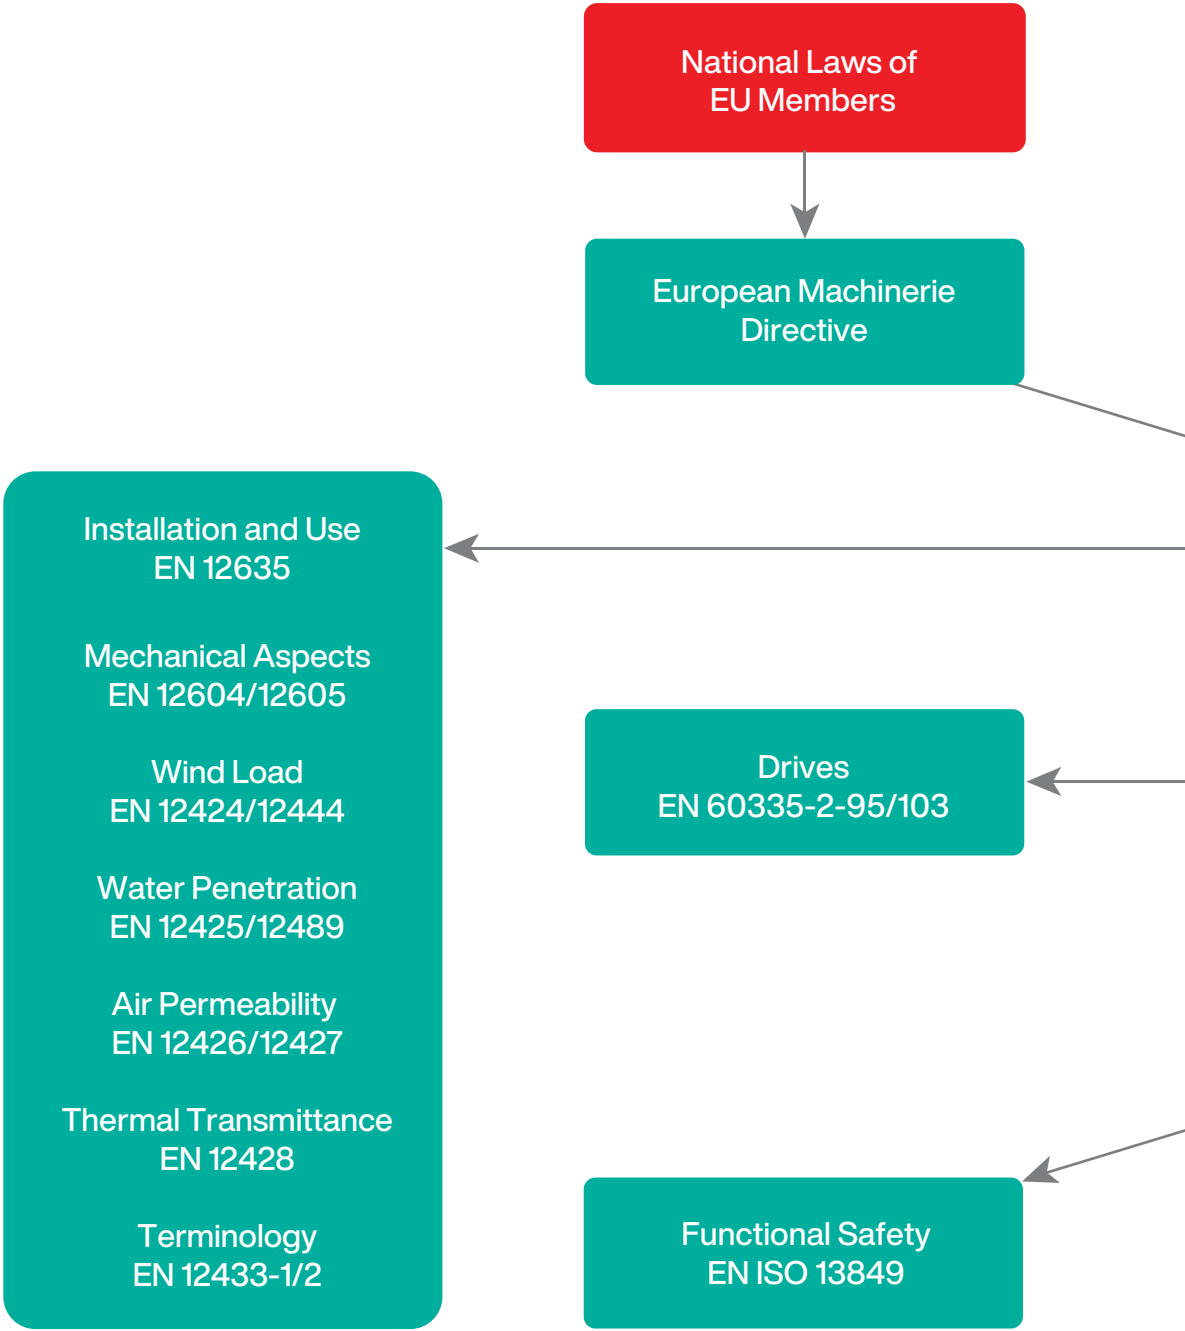 National Laws of
EU Members
European Machinerie
Directive
Installation and Use
EN 12635
Mechanical Aspects
EN 12604/12605
Wind Load
EN 12424/12444
Water Penetration
EN 12425/12489
Air Permeability
EN 12426/12427
Thermal Transmittance
EN 12428
Terminology
EN 12433-1/2
Drives
EN 60335-2-95/103
Functional Safety
EN ISO 13849